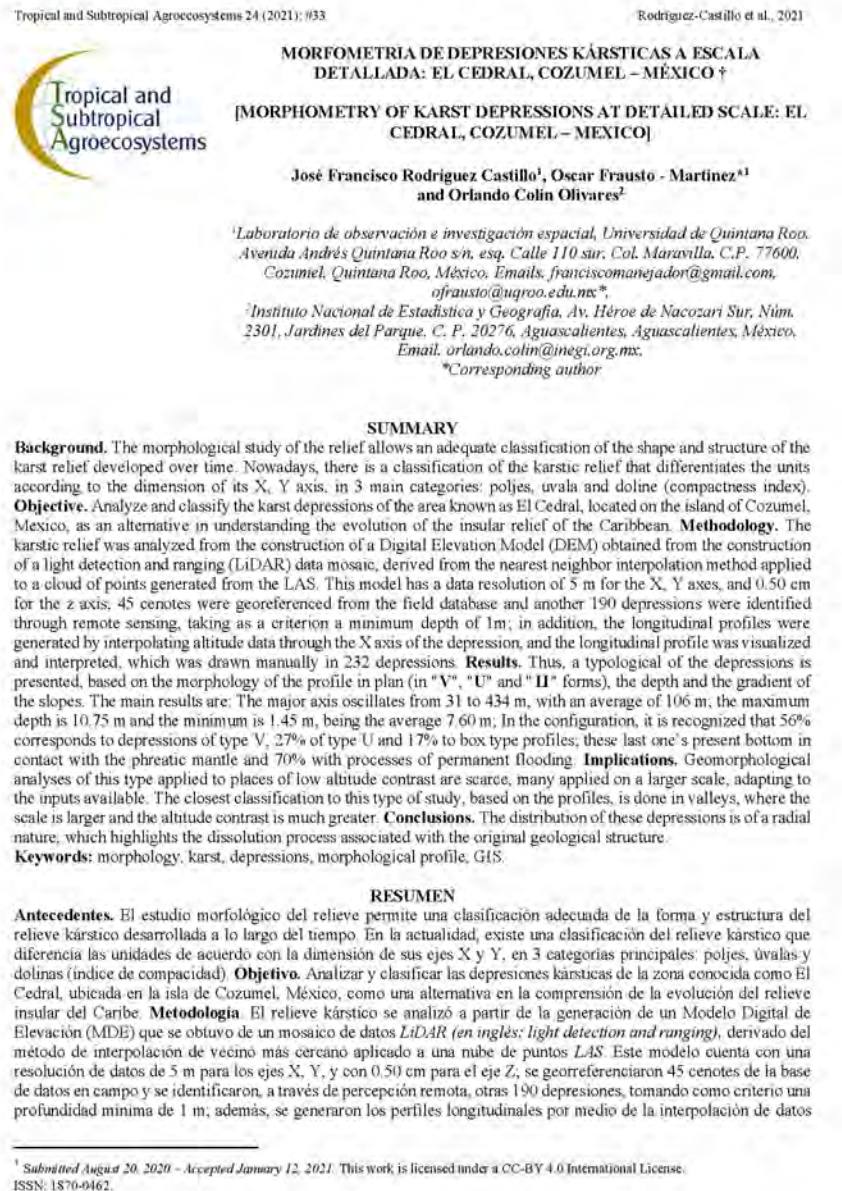 Tropical and Subtropical Agroecosystems 24 (2021): #33
Rodríguez-Castillo et al., 2021
Tropical and
Subtropical
Agroecosystems
MORFOMETRIA DE DEPRESIONES KÁRSTICAS A ESCALA
DETALLADA: EL CEDRAL, COZUMEL – MÉXICO †
[MORPHOMETRY OF KARST DEPRESSIONS AT DETAILED SCALE: EL
CEDRAL, COZUMEL – MEXICO]
José Francisco Rodríguez Castillo¹, Oscar Frausto - Martínez*¹
and Orlando Colín Olivares²
¹Laboratorio de observación e investigación espacial, Universidad de Quintana Roo.
Avenida Andrés Quintana Roo s/n, esq. Calle 110 sur, Col. Maravilla. C.P. 77600,
Cozumel, Quintana Roo, México. Emails. franciscomanejador@gmail.com,
ofrausto@uqroo.edu.mx*,
²Instituto Nacional de Estadística y Geografía, Av. Héroe de Nacozari Sur, Núm.
2301, Jardines del Parque. C. P. 20276, Aguascalientes, Aguascalientes, México.
Email. orlando.colin@inegi.org.mx,
*Corresponding author
SUMMARY
Background. The morphological study of the relief allows an adequate classification of the shape and structure of the
karst relief developed over time. Nowadays, there is a classification of the karstic relief that differentiates the units
according to the dimension of its X, Y axis, in 3 main categories: poljes, uvala and doline (compactness index).
Objective. Analyze and classify the karst depressions of the area known as El Cedral, located on the island of Cozumel,
Mexico, as an alternative in understanding the evolution of the insular relief of the Caribbean. Methodology. The
karstic relief was analyzed from the construction of a Digital Elevation Model (DEM) obtained from the construction
of a light detection and ranging (LiDAR) data mosaic, derived from the nearest neighbor interpolation method applied
to a cloud of points generated from the LAS. This model has a data resolution of 5 m for the X, Y axes, and 0.50 cm
for the z axis, 45 cenotes were georeferenced from the field database and another 190 depressions were identified
through remote sensing, taking as a criterion a minimum depth of 1m; in addition, the longitudinal profiles were
generated by interpolating altitude data through the X axis of the depression, and the longitudinal profile was visualized
and interpreted, which was drawn manually in 232 depressions. Results. Thus, a typological of the depressions is
presented, based on the morphology of the profile in plan (in "V", "U" and "II" forms), the depth and the gradient of
the slopes. The main results are: The major axis oscillates from 31 to 434 m, with an average of 106 m; the maximum
depth is 10.75 m and the minimum is 1.45 m, being the average 7.60 m; In the configuration, it is recognized that 56%
corresponds to depressions of type V, 27% of type U and 17% to box type profiles; these last one's present bottom in
contact with the phreatic mantle and 70% with processes of permanent flooding. Implications. Geomorphological
analyses of this type applied to places of low altitude contrast are scarce, many applied on a larger scale, adapting to
the inputs available. The closest classification to this type of study, based on the profiles, is done in valleys, where the
scale is larger and the altitude contrast is much greater. Conclusions. The distribution of these depressions is of a radial
nature, which highlights the dissolution process associated with the original geological structure.
Keywords: morphology, karst, depressions, morphological profile, GIS.
RESUMEN
Antecedentes. El estudio morfológico del relieve permite una clasificación adecuada de la forma y estructura del
relieve kárstico desarrollada a lo largo del tiempo. En la actualidad, existe una clasificación del relieve kárstico que
diferencia las unidades de acuerdo con la dimensión de sus ejes X y Y, en 3 categorías principales: poljes, úvalas y
dolinas (índice de compacidad). Objetivo. Analizar y clasificar las depresiones kársticas de la zona conocida como El
Cedral, ubicada en la isla de Cozumel, México, como una alternativa en la comprensión de la evolución del relieve
insular del Caribe. Metodología. El relieve kárstico se analizó a partir de la generación de un Modelo Digital de
Elevación (MDE) que se obtuvo de un mosaico de datos LiDAR (en inglés: light detection and ranging), derivado del
método de interpolación de vecino más cercano aplicado a una nube de puntos LAS. Este modelo cuenta con una
resolución de datos de 5 m para los ejes X, Y, y con 0.50 cm para el eje Z; se georreferenciaron 45 cenotes de la base
de datos en campo y se identificaron, a través de percepción remota, otras 190 depresiones, tomando como criterio una
profundidad mínima de 1 m; además, se generaron los perfiles longitudinales por medio de la interpolación de datos
† Submitted August 20, 2020 – Accepted January 12, 2021. This work is licensed under a CC-BY 4.0 International License.
ISSN: 1870-0462.